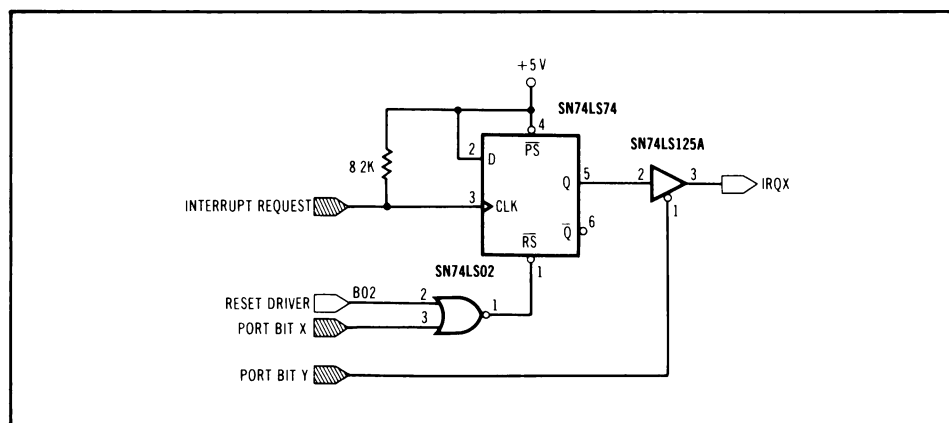 +5V
SN74LS74
4
SN74LS125A
2
D
PS
8 2K
Q
5
2
3
IRQX
1
INTERRUPT REQUEST
3
CLK
Q
6
RS
SN74LS02
1
RESET DRIVER
B02
2
1
PORT BIT X
3
PORT BIT Y